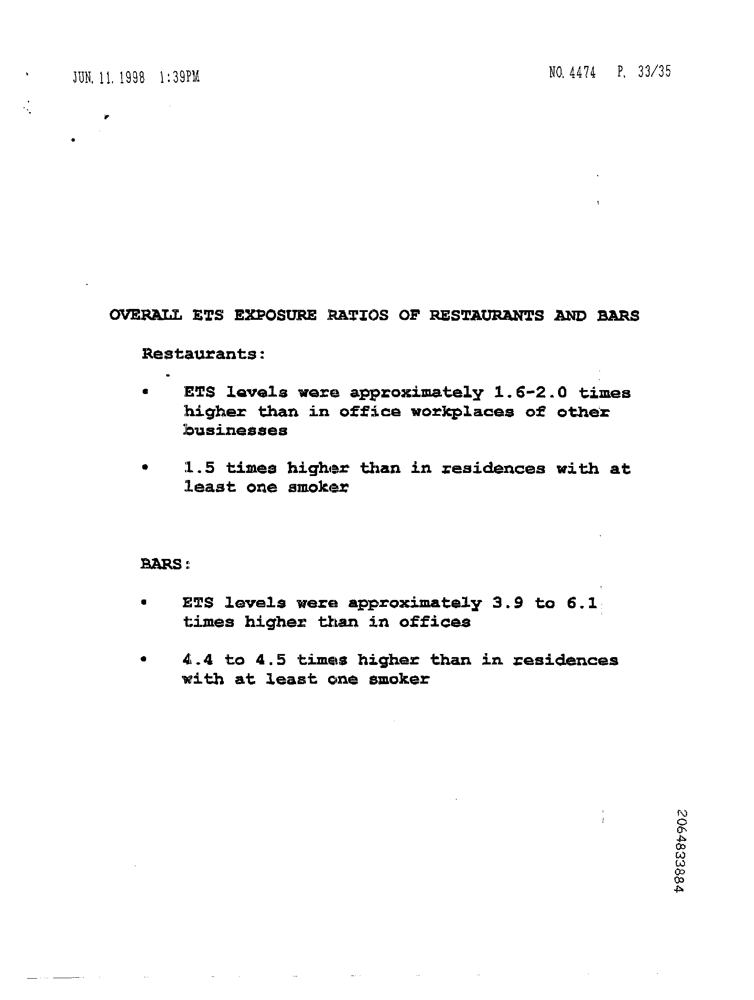 JUN. 11. 1998 1:39PM NO. 4474 P. 33/35
OVERALL ETS EXPOSURE RATIOS OF RESTAURANTS AND BARS
Restaurants:
• ETS levels were approximately 1.6-2.0 times
higher than in office workplaces of other
businesses
• 1.5 times higher than in residences with at
least one smoker
BARS:
• ETS levels were approximately 3.9 to 6.1
times higher than in offices
• 4.4 to 4.5 times higher than in residences
with at least one smoker
2064833884